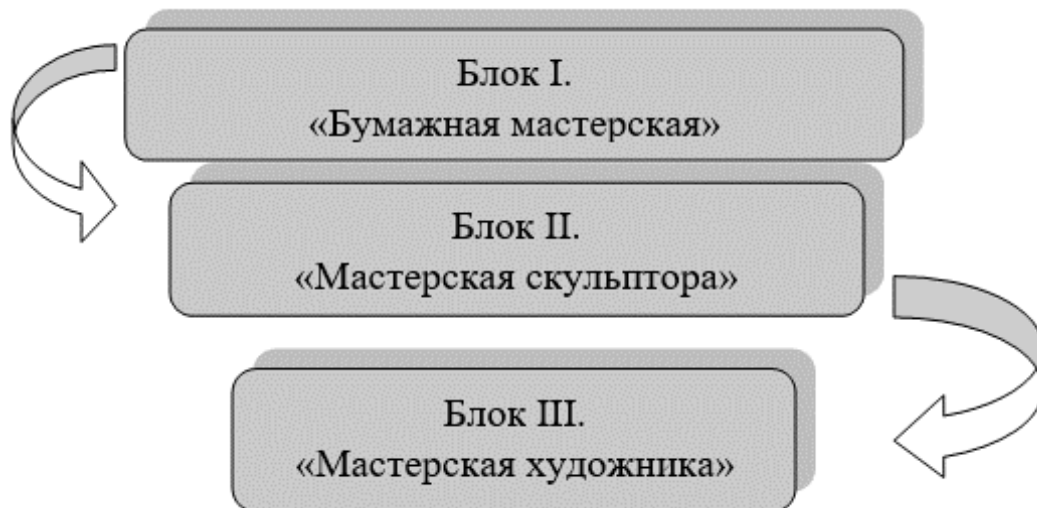 Блок I.
«Бумажная мастерская»
Блок II.
«Мастерская скульптора»
Блок III.
«Мастерская художника»